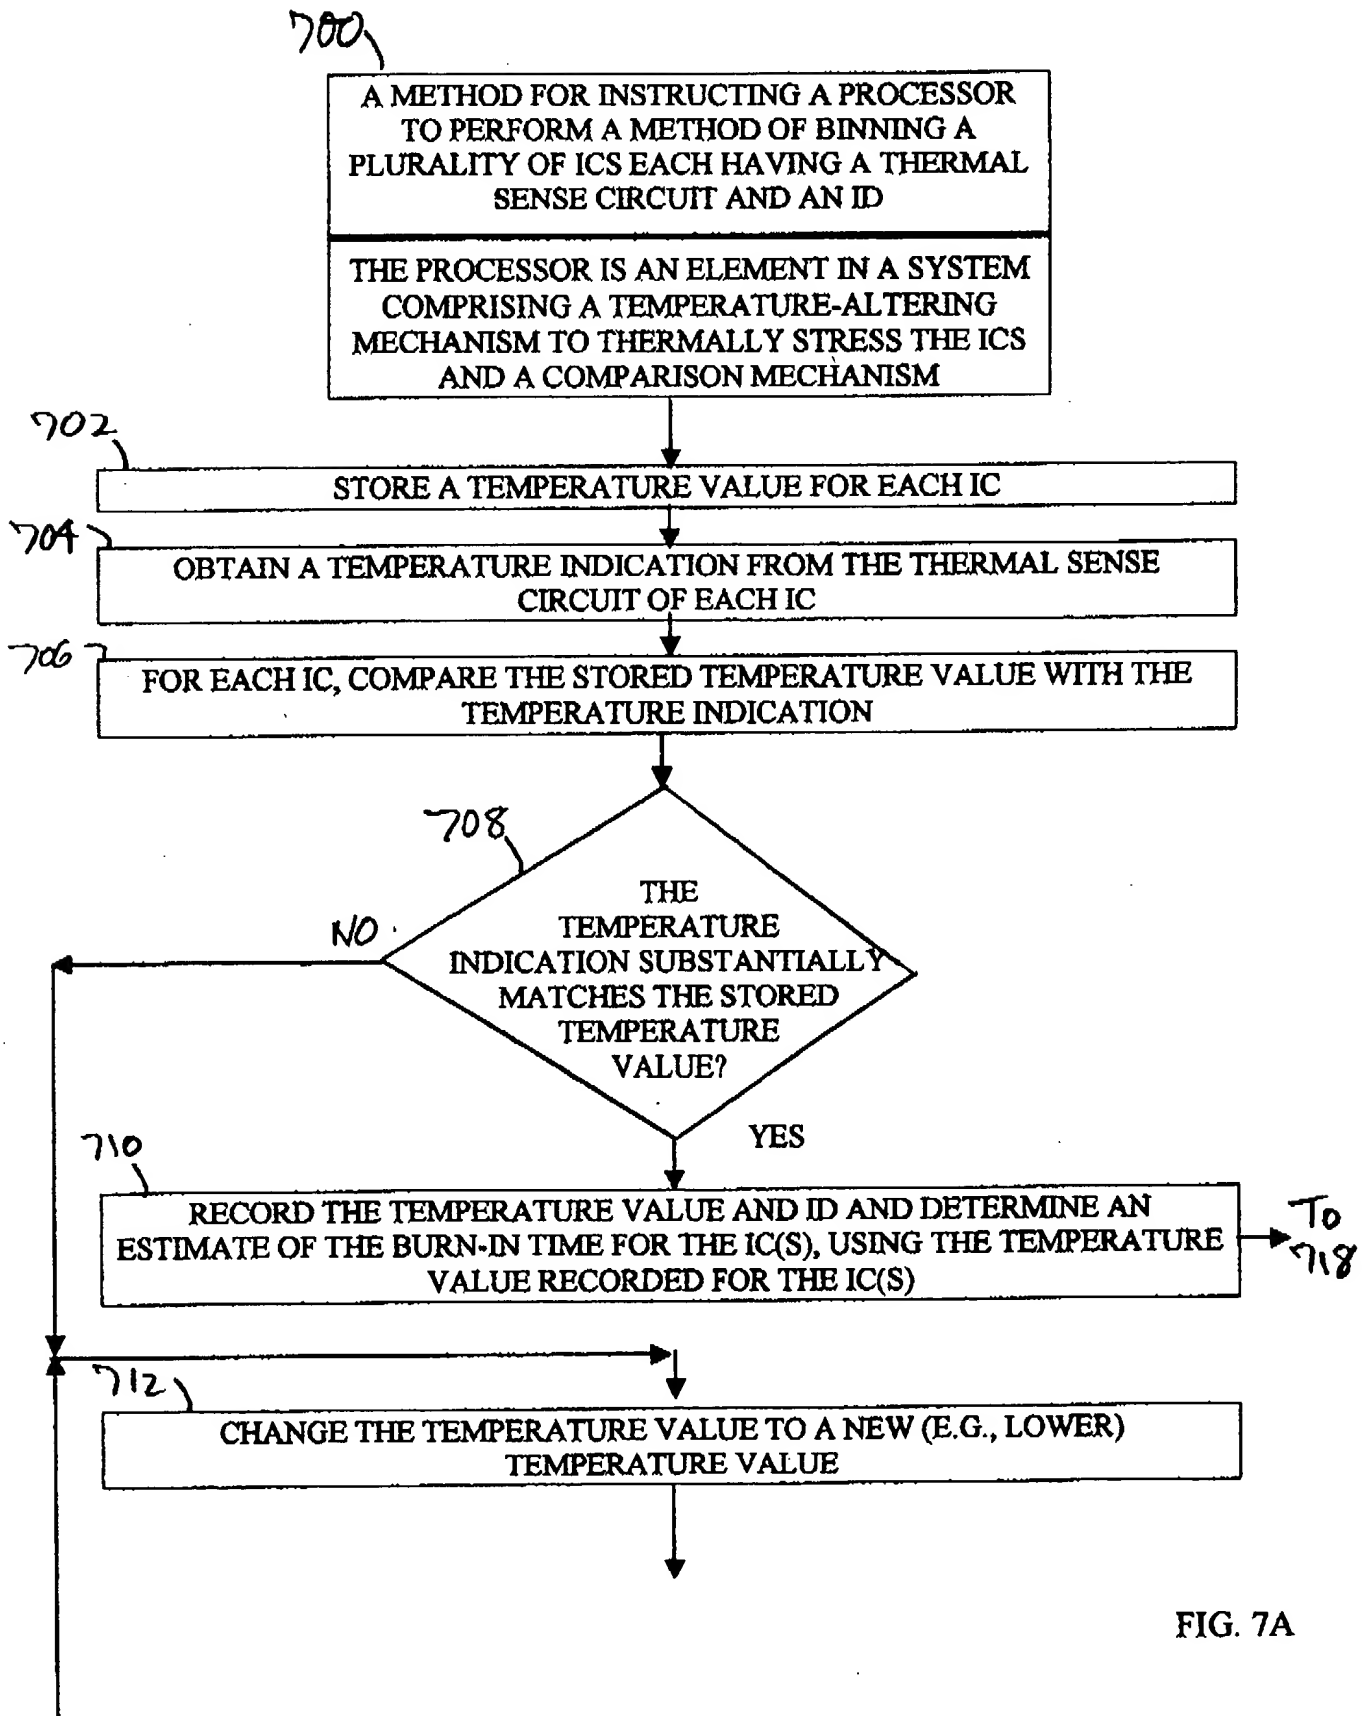 700
A METHOD FOR INSTRUCTING A PROCESSOR
TO PERFORM A METHOD OF BINNING A
PLURALITY OF ICS EACH HAVING A THERMAL
SENSE CIRCUIT AND AN ID
THE PROCESSOR IS AN ELEMENT IN A SYSTEM
COMPRISING A TEMPERATURE-ALTERING
MECHANISM TO THERMALLY STRESS THE ICS
AND A COMPARISON MECHANISM
702
STORE A TEMPERATURE VALUE FOR EACH IC
704
OBTAIN A TEMPERATURE INDICATION FROM THE THERMAL SENSE
CIRCUIT OF EACH IC
706
FOR EACH IC, COMPARE THE STORED TEMPERATURE VALUE WITH THE
TEMPERATURE INDICATION
708
THE
TEMPERATURE
INDICATION SUBSTANTIALLY
MATCHES THE STORED
TEMPERATURE
VALUE?
NO
YES
710
RECORD THE TEMPERATURE VALUE AND ID AND DETERMINE AN
ESTIMATE OF THE BURN-IN TIME FOR THE IC(S), USING THE TEMPERATURE
VALUE RECORDED FOR THE IC(S)
To
718
712
CHANGE THE TEMPERATURE VALUE TO A NEW (E.G., LOWER)
TEMPERATURE VALUE
FIG. 7A